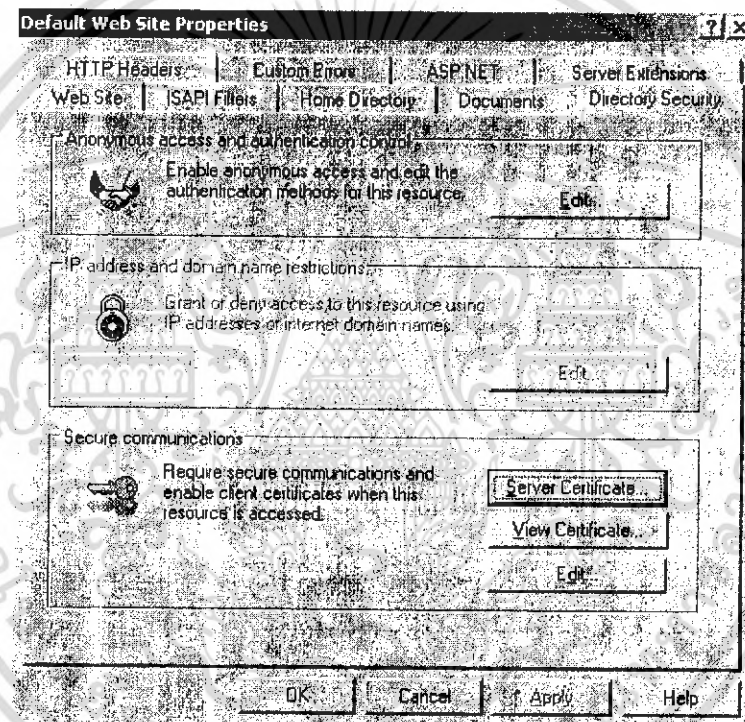 Default Web Site Properties
? X
HTTP Headers Custom Errors ASP.NET Server Extensions
Web Site ISAPI Filters Home Directory Documents Directory Security
Anonymous access and authentication control
Enable anonymous access and edit the
authentication methods for this resource.
Edit...
IP address and domain name restrictions
Grant or deny access to this resource using
IP addresses or internet domain names.
Edit...
Secure communications
Require secure communications and
enable client certificates when this
resource is accessed.
Server Certificate...
View Certificate...
Edit...
OK Cancel Apply Help